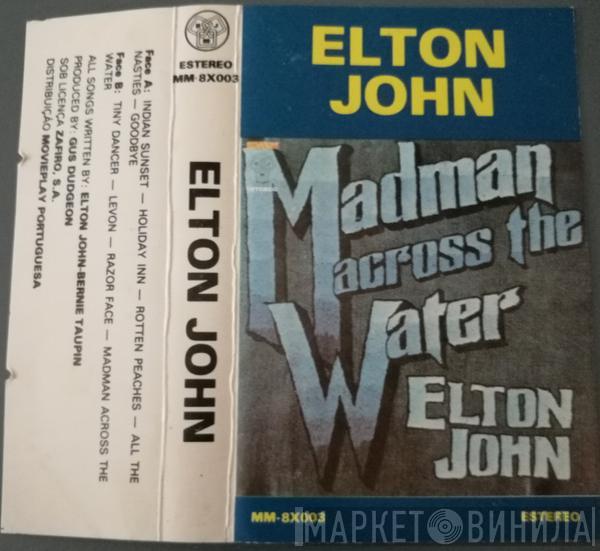 ELTON
JOHN
Madman
across the
Water
ELTON
JOHN
MM-8X003 ESTEREO
ESTEREO
MM-8X003
ELTON JOHN
Face A: INDIAN SUNSET — HOLIDAY INN — ROTTEN PEACHES — ALL THE
NASTIES — GOODBYE
Face B: TINY DANCER — LEVON — RAZOR FACE — MADMAN ACROSS THE
WATER
ALL SONGS WRITTEN BY: ELTON JOHN-BERNIE TAUPIN
PRODUCED BY: GUS DUDGEON
SOB LICENÇA ZAFIRO, S.A.
DISTRIBUIÇÃO MOVIEPLAY PORTUGUESA
МАРКЕТ ВИНИЛА